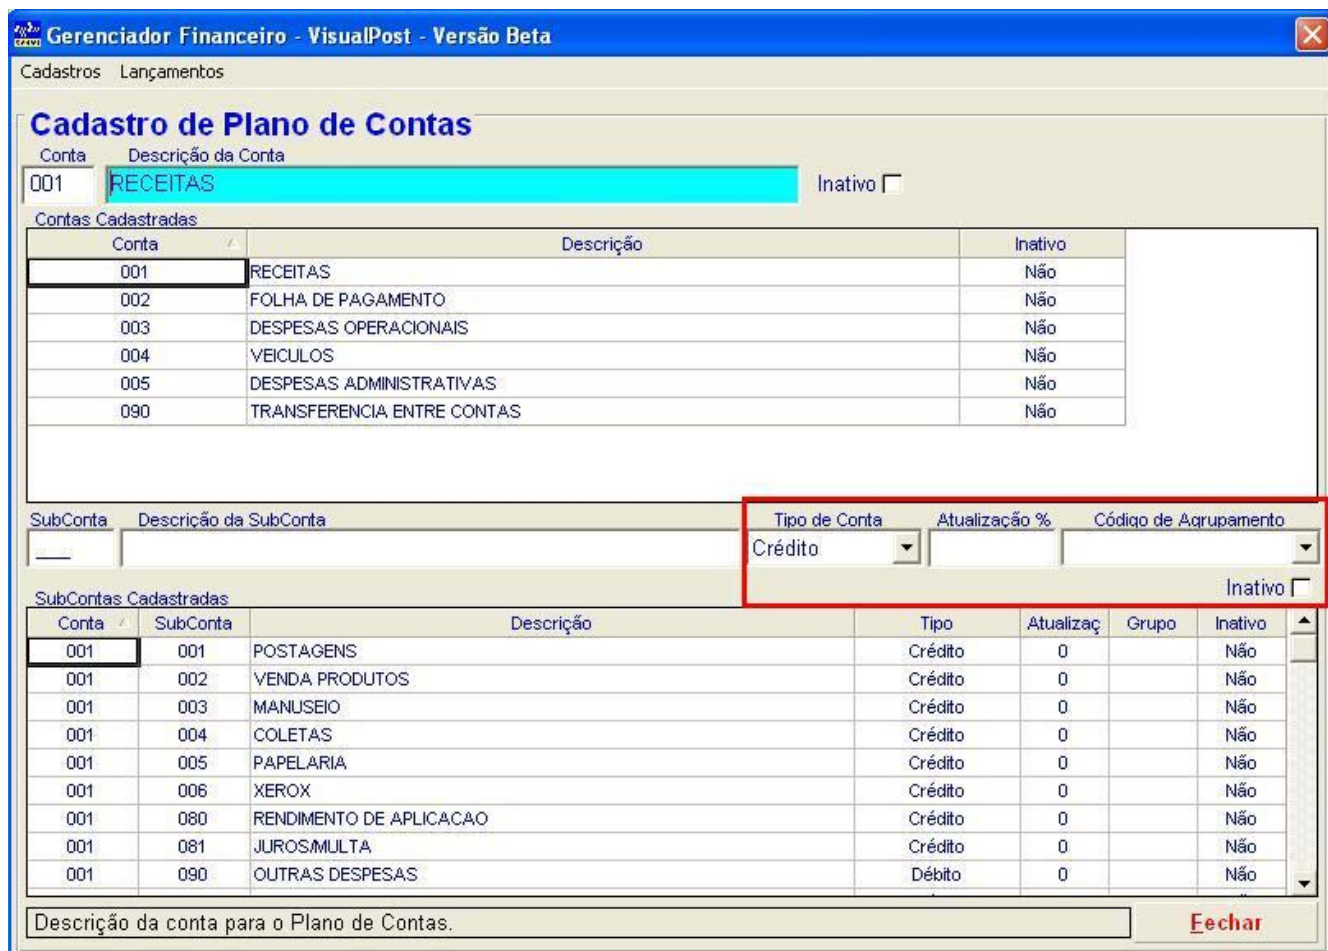 Gerenciador Financeiro - VisualPost - Versão Beta
Cadastros Lançamentos
Cadastro de Plano de Contas
Conta Descrição da Conta
001 RECEITAS Inativo
Contas Cadastradas
Conta Descrição Inativo
001 RECEITAS Não
002 FOLHA DE PAGAMENTO Não
003 DESPESAS OPERACIONAIS Não
004 VEICULOS Não
005 DESPESAS ADMINISTRATIVAS Não
090 TRANSFERENCIA ENTRE CONTAS Não
SubConta Descrição da SubConta Tipo de Conta Atualização % Código de Agrupamento
___ Crédito
Inativo
SubContas Cadastradas
Conta SubConta Descrição Tipo Atualizaç Grupo Inativo
001 001 POSTAGENS Crédito 0 Não
001 002 VENDA PRODUTOS Crédito 0 Não
001 003 MANUSEIO Crédito 0 Não
001 004 COLETAS Crédito 0 Não
001 005 PAPELARIA Crédito 0 Não
001 006 XEROX Crédito 0 Não
001 080 RENDIMENTO DE APLICACAO Crédito 0 Não
001 081 JUROS/MULTA Crédito 0 Não
001 090 OUTRAS DESPESAS Débito 0 Não
Descrição da conta para o Plano de Contas. Fechar